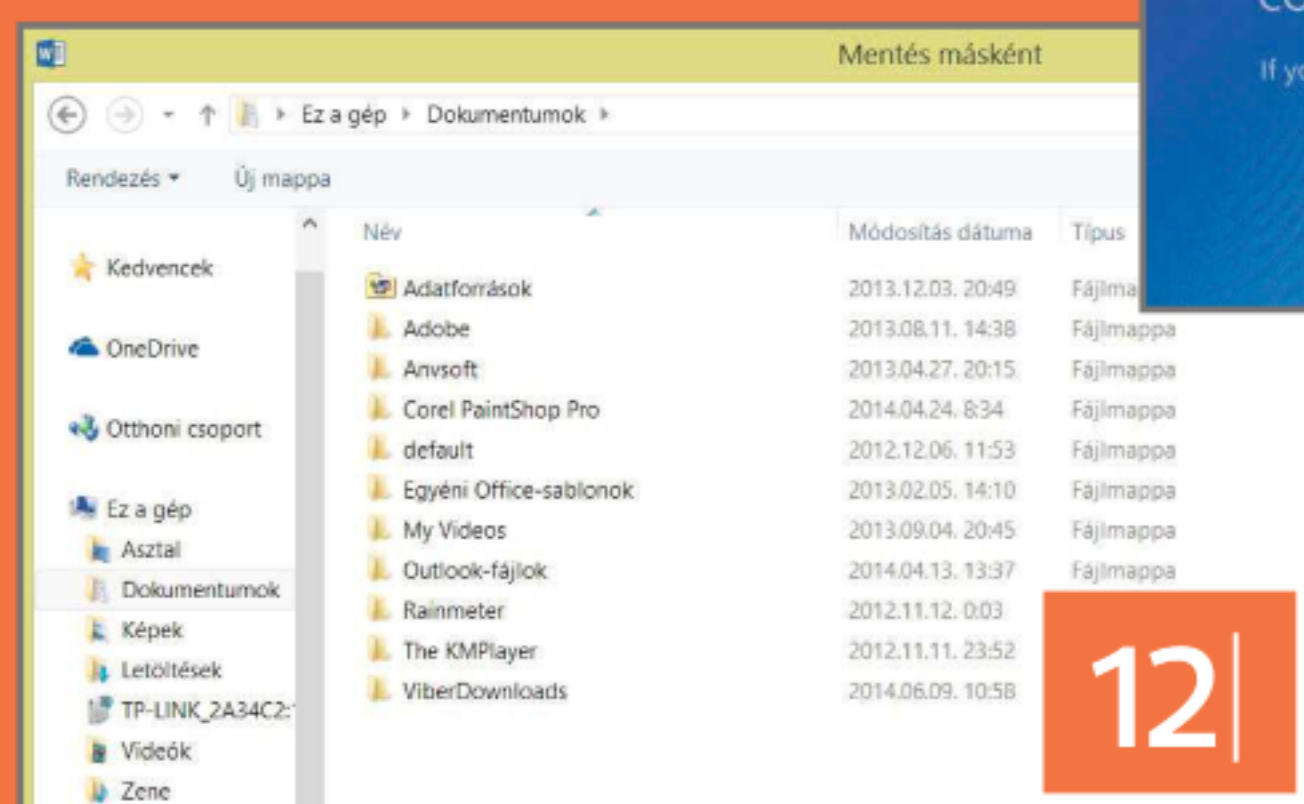 Mentés másként
If
Ez a gép Dokumentumok
Rendezés Új mappa
Név Módosítás dátuma Típus
Kedvencek
OneDrive
Otthoni csoport
Ez a gép
Asztal
Dokumentumok
Képek
Letöltések
TP-LINK_2A34C2:
Videók
Zene
Adatforrások 2013.12.03. 20:49
Adobe 2013.08.11. 14:38 Fájlmappa
Anvsoft 2013.04.27. 20:15 Fájlmappa
Corel PaintShop Pro 2014.04.24. 8:34 Fájlmappa
default 2012.12.06. 11:53 Fájlmappa
Egyéni Office-sablonok 2013.02.05. 14:10 Fájlmappa
My Videos 2013.09.04. 20:45 Fájlmappa
Outlook-fájlok 2014.04.13. 13:37 Fájlmappa
Rainmeter 2012.11.12. 0:03
The KMPlayer 2012.11.11. 23:52
ViberDownloads 2014.06.09. 10:58
12